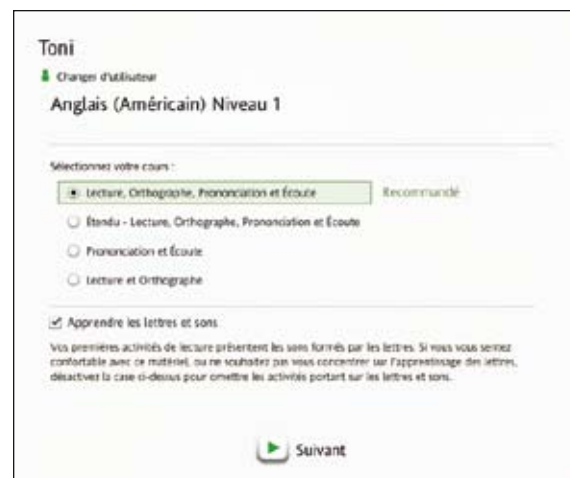 Toni
Changer d'utilisateur
Anglais (Américain) Niveau 1
Sélectionnez votre cours :
Lecture, Orthographe, Prononciation et Écoute Recommandé
Étendu - Lecture, Orthographe, Prononciation et Écoute
Prononciation et Écoute
Lecture et Orthographe
Apprendre les lettres et sons
Vos premières activités de lecture présentent les sons formés par les lettres. Si vous vous sentez
confortable avec ce matériel, ou ne souhaitez pas vous concentrer sur l'apprentissage des lettres,
désactivez la case ci-dessus pour omettre les activités portant sur les lettres et sons.
Suivant